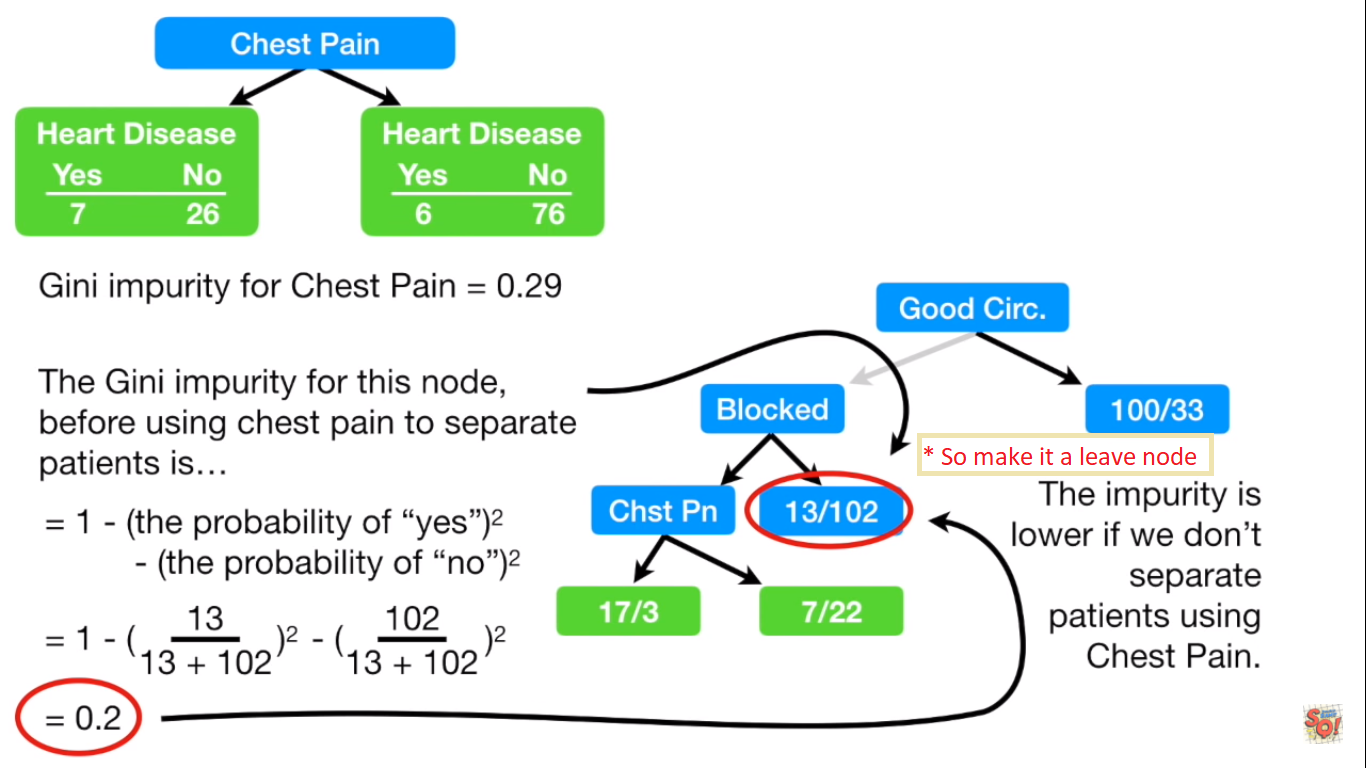 Chest Pain
Heart Disease
Yes No
7 26
Heart Disease
Yes No
6 76
Gini impurity for Chest Pain = 0.29
The Gini impurity for this node,
before using chest pain to separate
patients is…
= 1 - (the probability of “yes”)²
- (the probability of “no”)²
= 1 - (13 / 13 + 102)² - (102 / 13 + 102)²
= 0.2
Good Circ.
Blocked
100/33
* So make it a leave node
Chst Pn
13/102
17/3
7/22
The impurity is
lower if we don’t
separate
patients using
Chest Pain.
SQ!